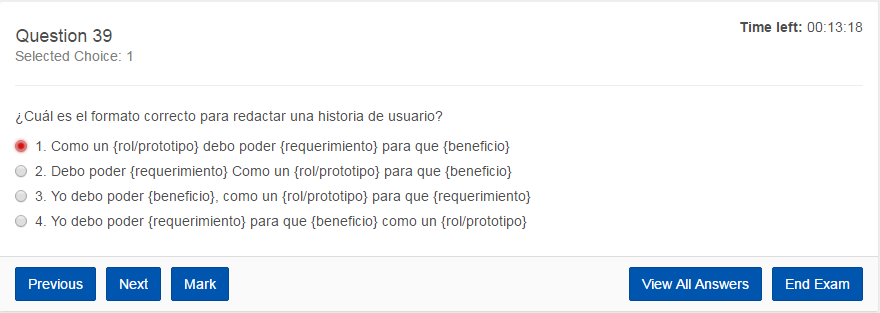 Question 39
Time left: 00:13:18
Selected Choice: 1
¿Cuál es el formato correcto para redactar una historia de usuario?
1. Como un {rol/prototipo} debo poder {requerimiento} para que {beneficio}
2. Debo poder {requerimiento} Como un {rol/prototipo} para que {beneficio}
3. Yo debo poder {beneficio}, como un {rol/prototipo} para que {requerimiento}
4. Yo debo poder {requerimiento} para que {beneficio} como un {rol/prototipo}
Previous Next Mark View All Answers End Exam